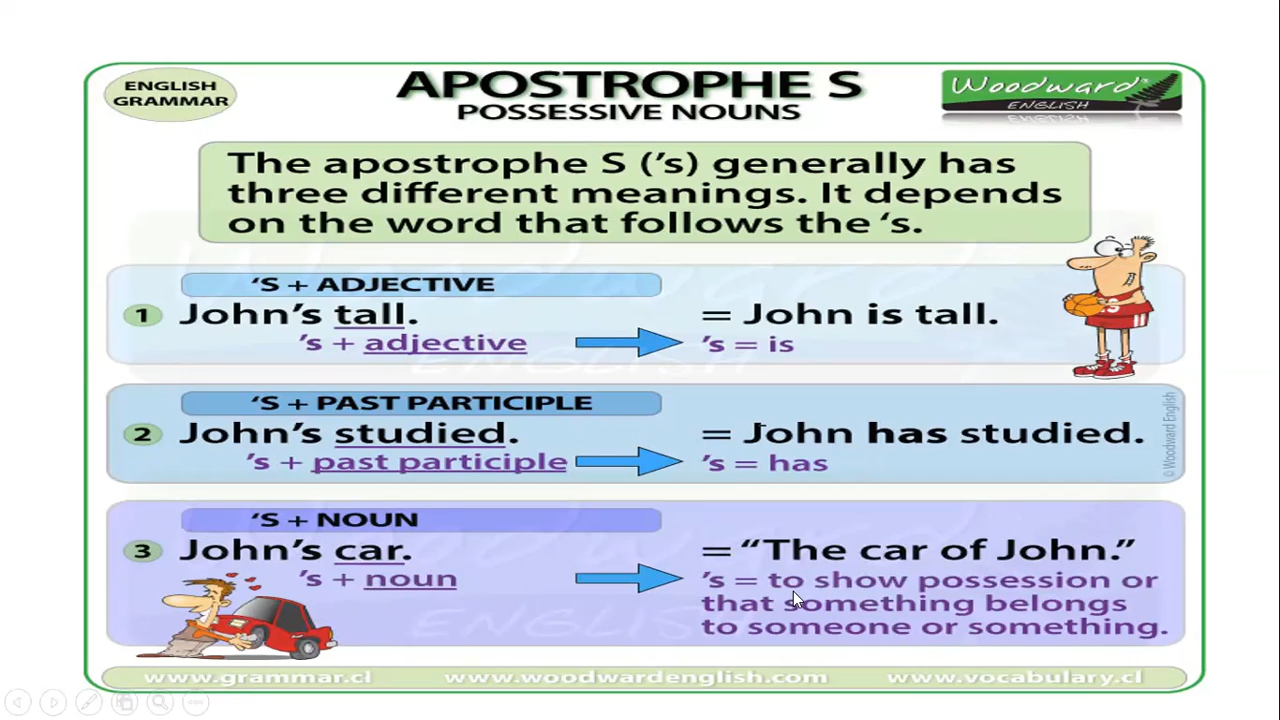 ENGLISH
GRAMMAR
APOSTROPHE S
POSSESSIVE NOUNS
Woodward
ENGLISH
The apostrophe S (’s) generally has
three different meanings. It depends
on the word that follows the ‘s.
‘S + ADJECTIVE
1 John’s tall. = John is tall.
’s + adjective ’s = is
‘S + PAST PARTICIPLE
2 John’s studied. = John has studied.
’s + past participle ’s = has
© Woodward English
‘S + NOUN
3 John’s car. = “The car of John.”
’s + noun ’s = to show possession or
that something belongs
to someone or something.
www.grammar.cl www.woodwardenglish.com www.vocabulary.cl